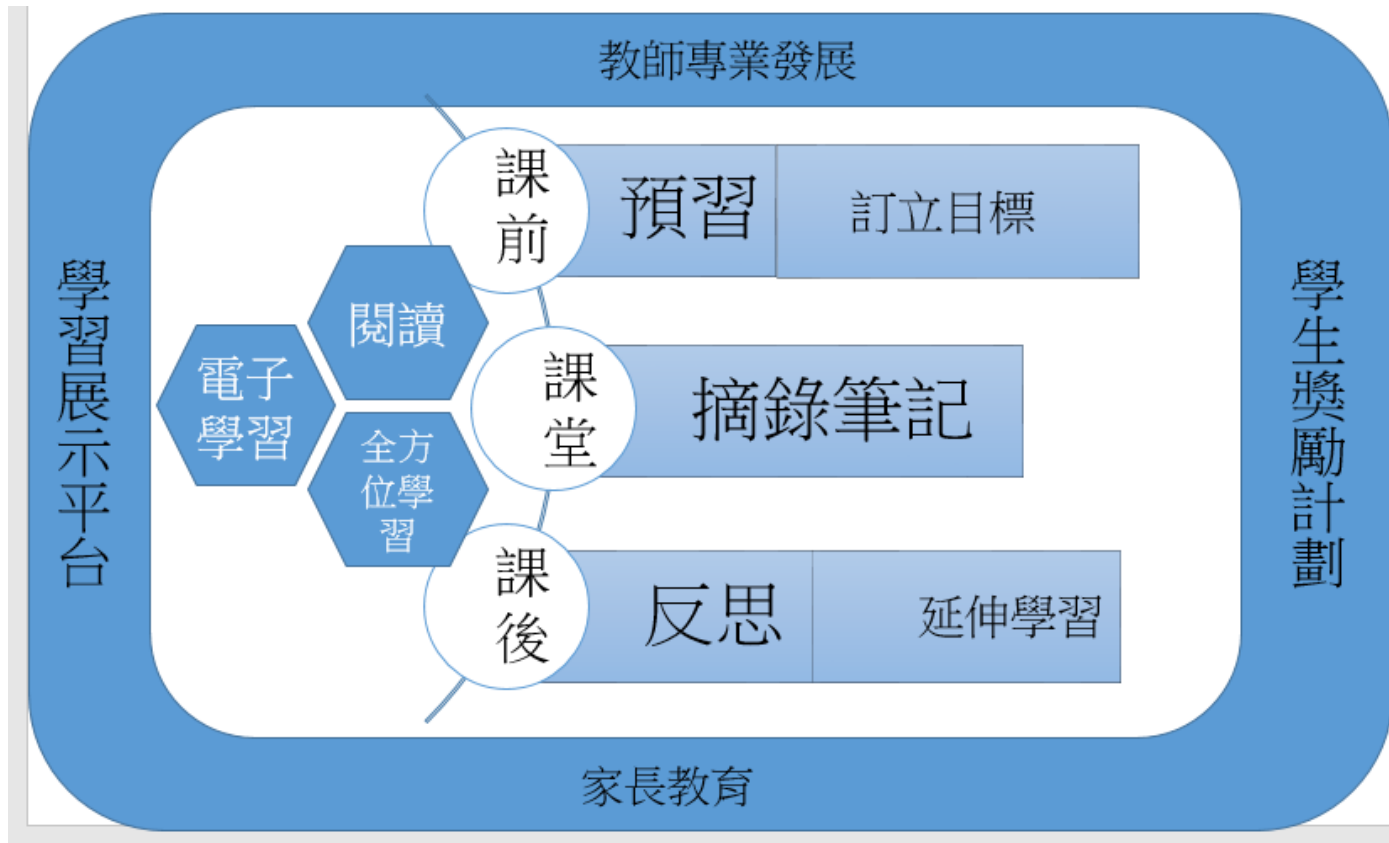 教師專業發展
學習展示平台
課前
預習
訂立目標
閱讀
電子
學習
全方
位學
習
課堂
摘錄筆記
課後
反思
延伸學習
學生獎勵計劃
家長教育